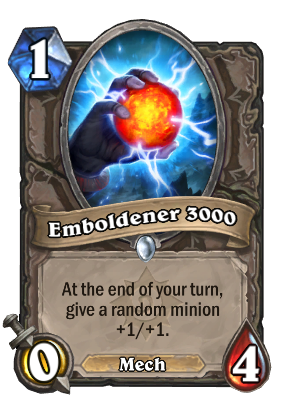 1
Emboldener 3000
At the end of your turn,
give a random minion
+1/+1.
0
Mech
4